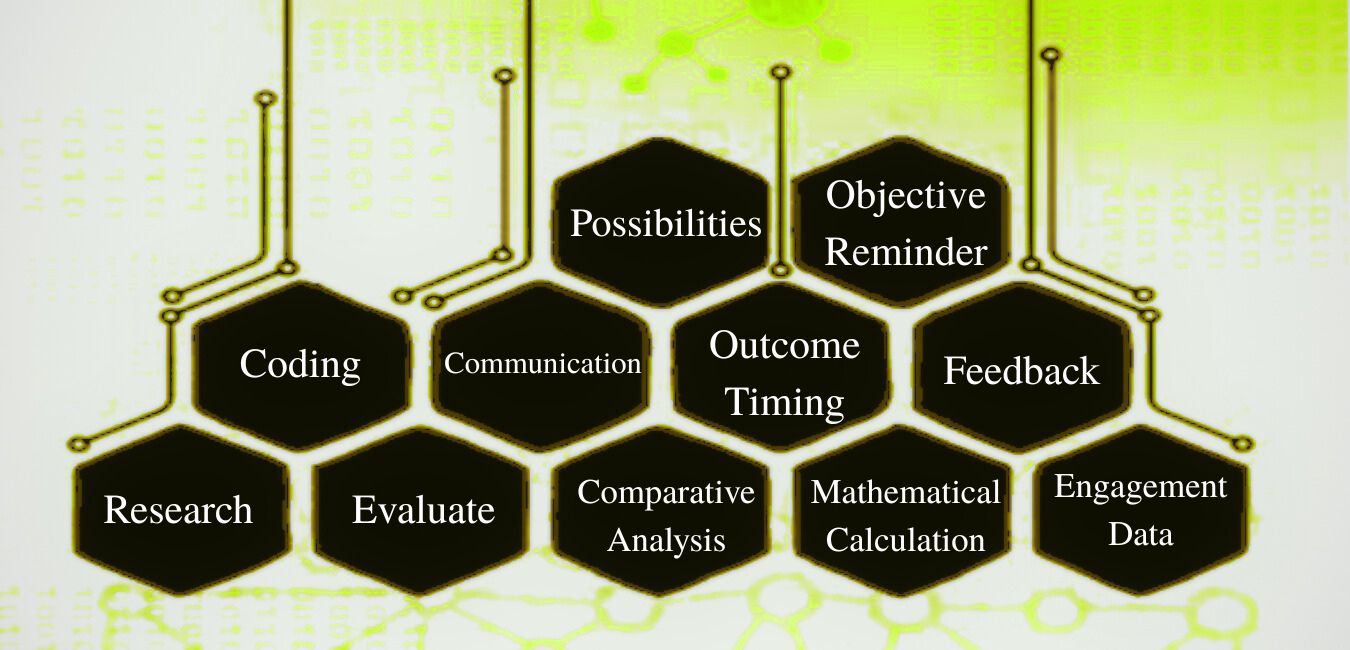 Possibilities
Objective
Reminder
Coding
Communication
Outcome
Timing
Feedback
Research
Evaluate
Comparative
Analysis
Mathematical
Calculation
Engagement
Data